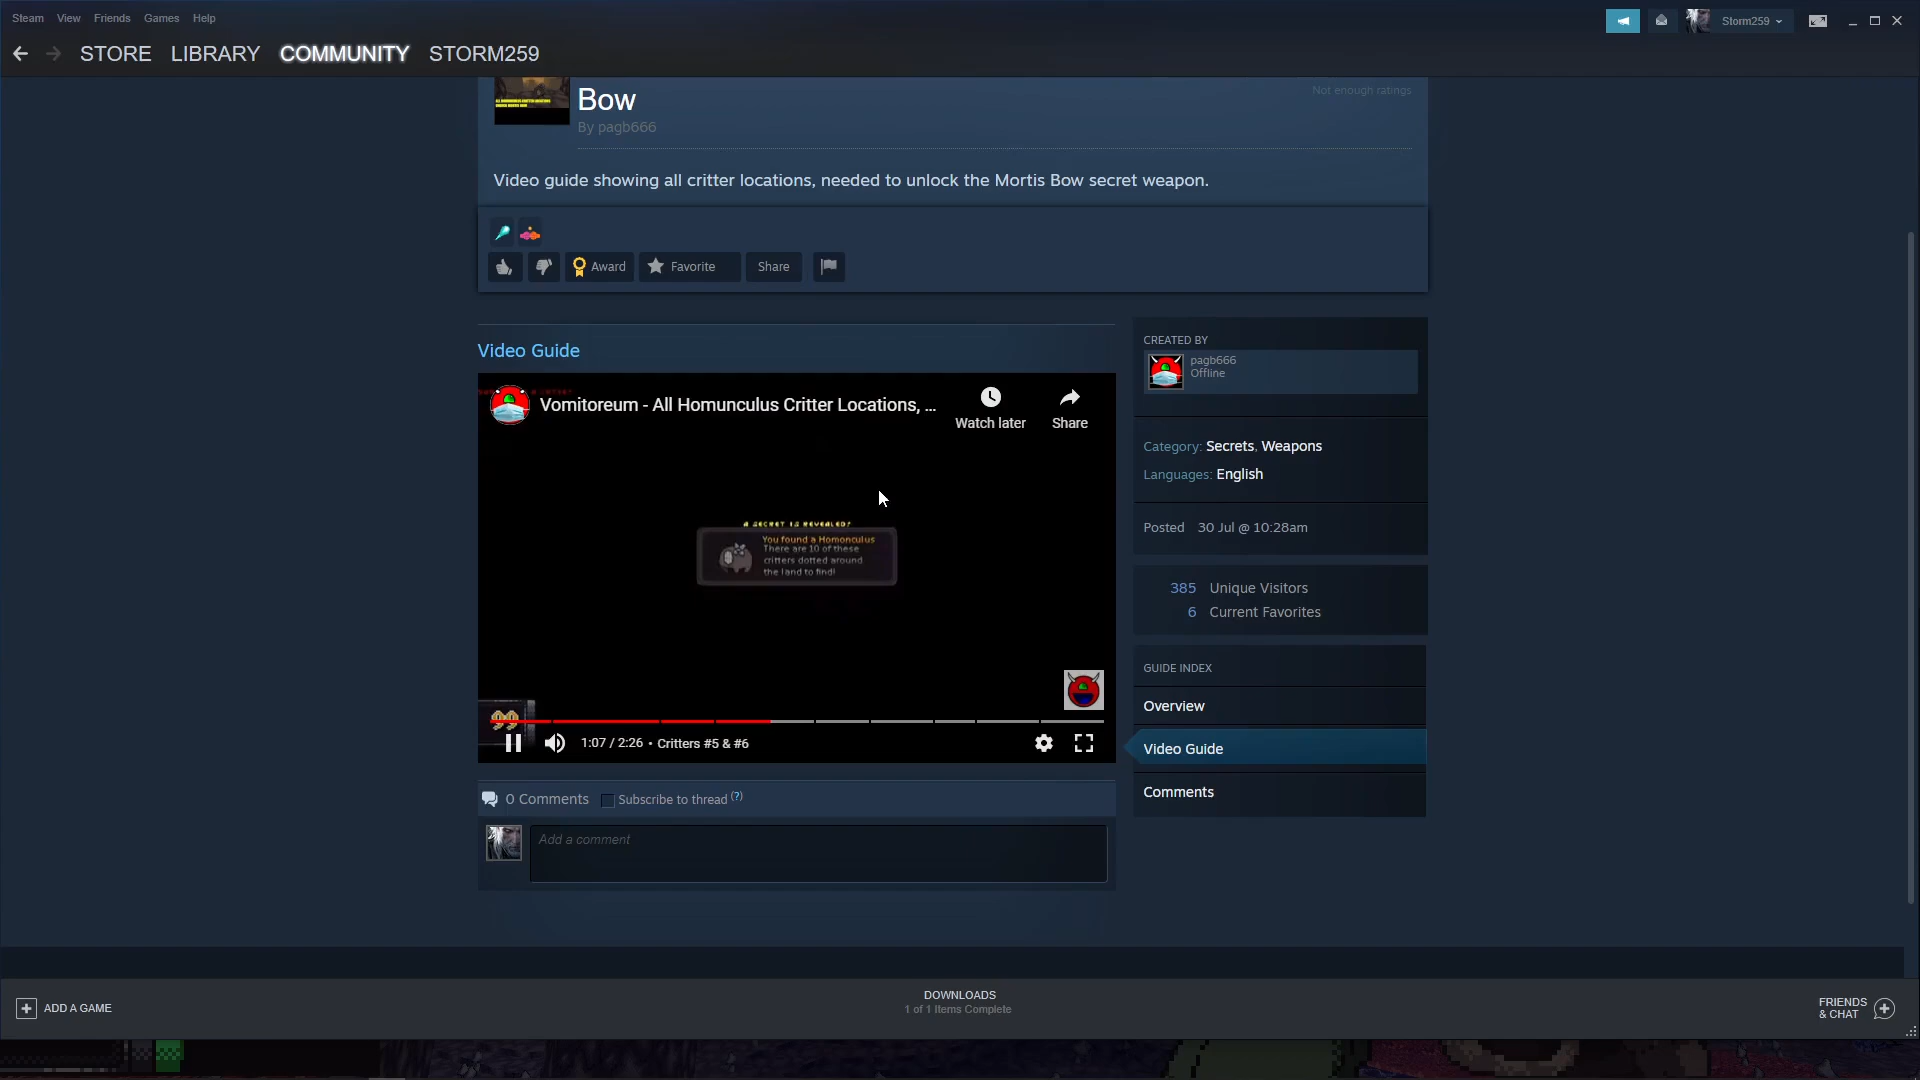 Steam View Friends Games Help
Storm259
STORE LIBRARY COMMUNITY STORM259
Bow
Not enough ratings
By pagb666
Video guide showing all critter locations, needed to unlock the Mortis Bow secret weapon.
Award Favorite Share
Video Guide
Vomitoreum - All Homunculus Critter Locations, ...
Watch later Share
A SECRET IS REVEALED!
You found a Homonculus
There are 10 of these
critters dotted around
the land to find!
99
1:07 / 2:26 • Critters #5 & #6
0 Comments Subscribe to thread (?)
Add a comment
CREATED BY
pagb666
Offline
Category: Secrets, Weapons
Languages: English
Posted 30 Jul @ 10:28am
385 Unique Visitors
6 Current Favorites
GUIDE INDEX
Overview
Video Guide
Comments
ADD A GAME
DOWNLOADS
1 of 1 Items Complete
FRIENDS
& CHAT